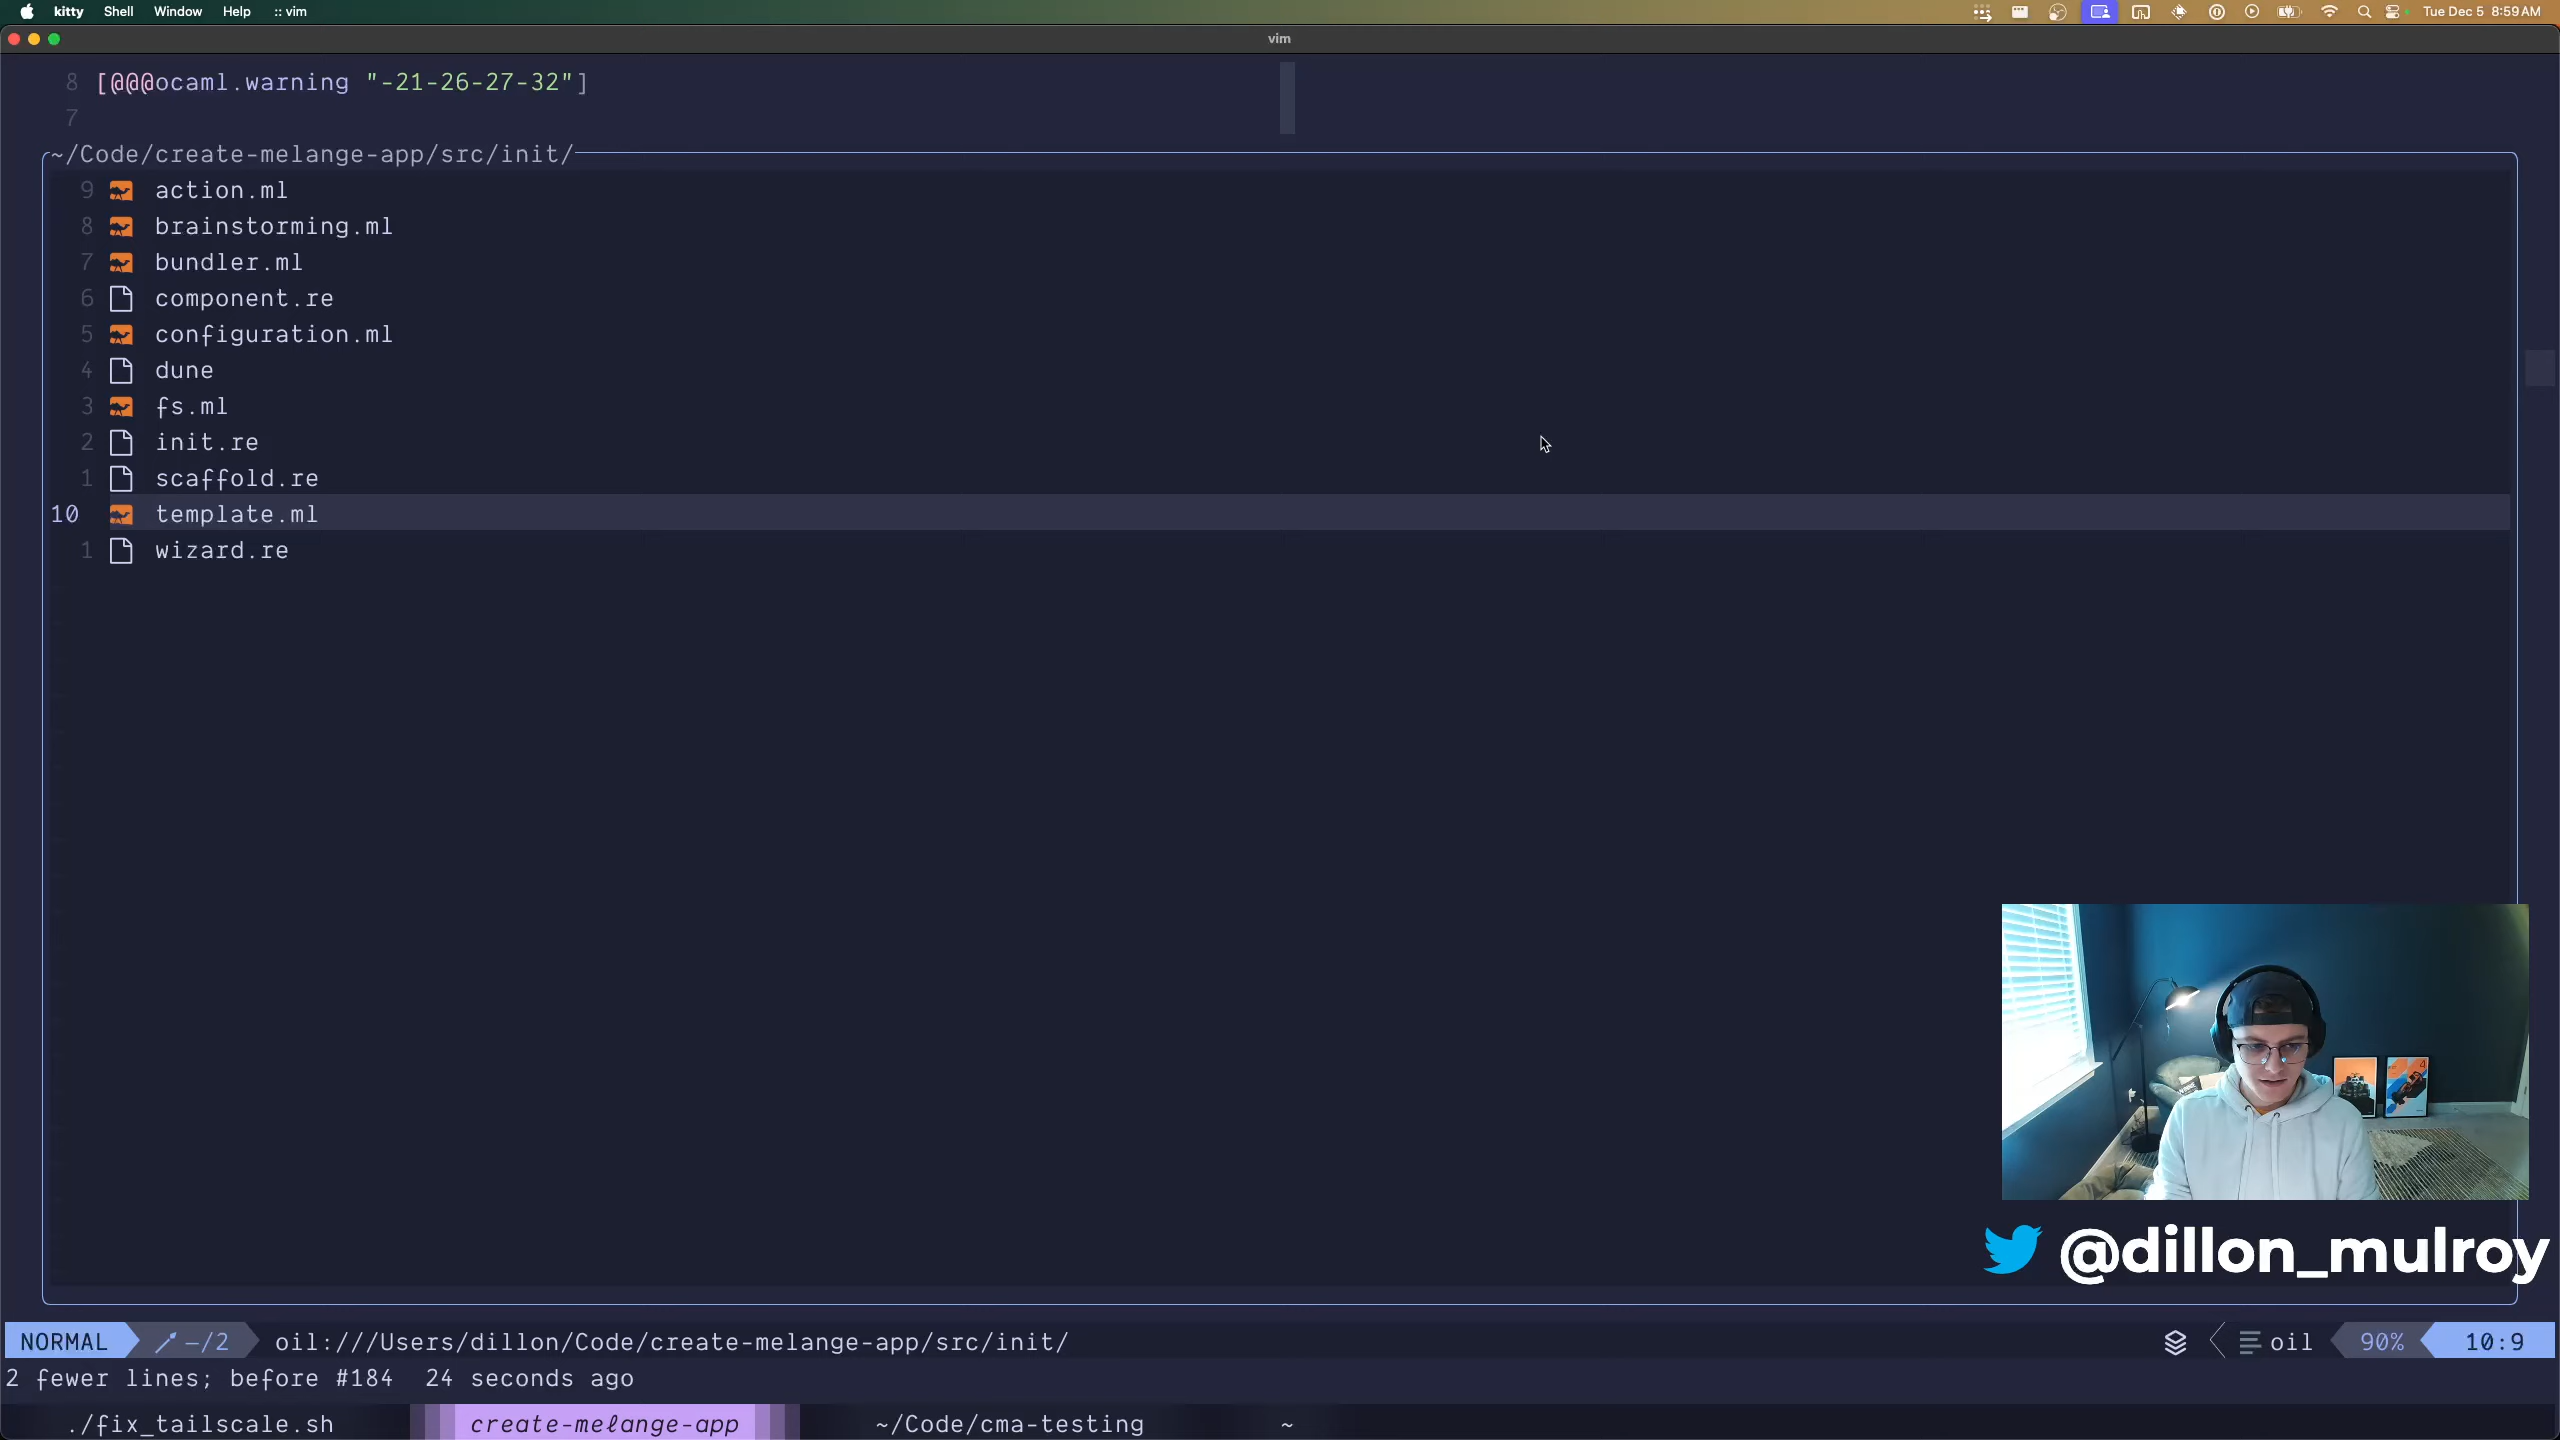 kitty Shell Window Help :: vim
Tue Dec 5 8:59 AM
vim
8 [@@@ocaml.warning "-21-26-27-32"]
7
~/Code/create-melange-app/src/init/
9 action.ml
8 brainstorming.ml
7 bundler.ml
6 component.re
5 configuration.ml
4 dune
3 fs.ml
2 init.re
1 scaffold.re
10 template.ml
1 wizard.re
@dillon_mulroy
NORMAL −/2 oil:///Users/dillon/Code/create-melange-app/src/init/ oil 90% 10:9
2 fewer lines; before #184 24 seconds ago
./fix_tailscale.sh create-melange-app ~/Code/cma-testing ~